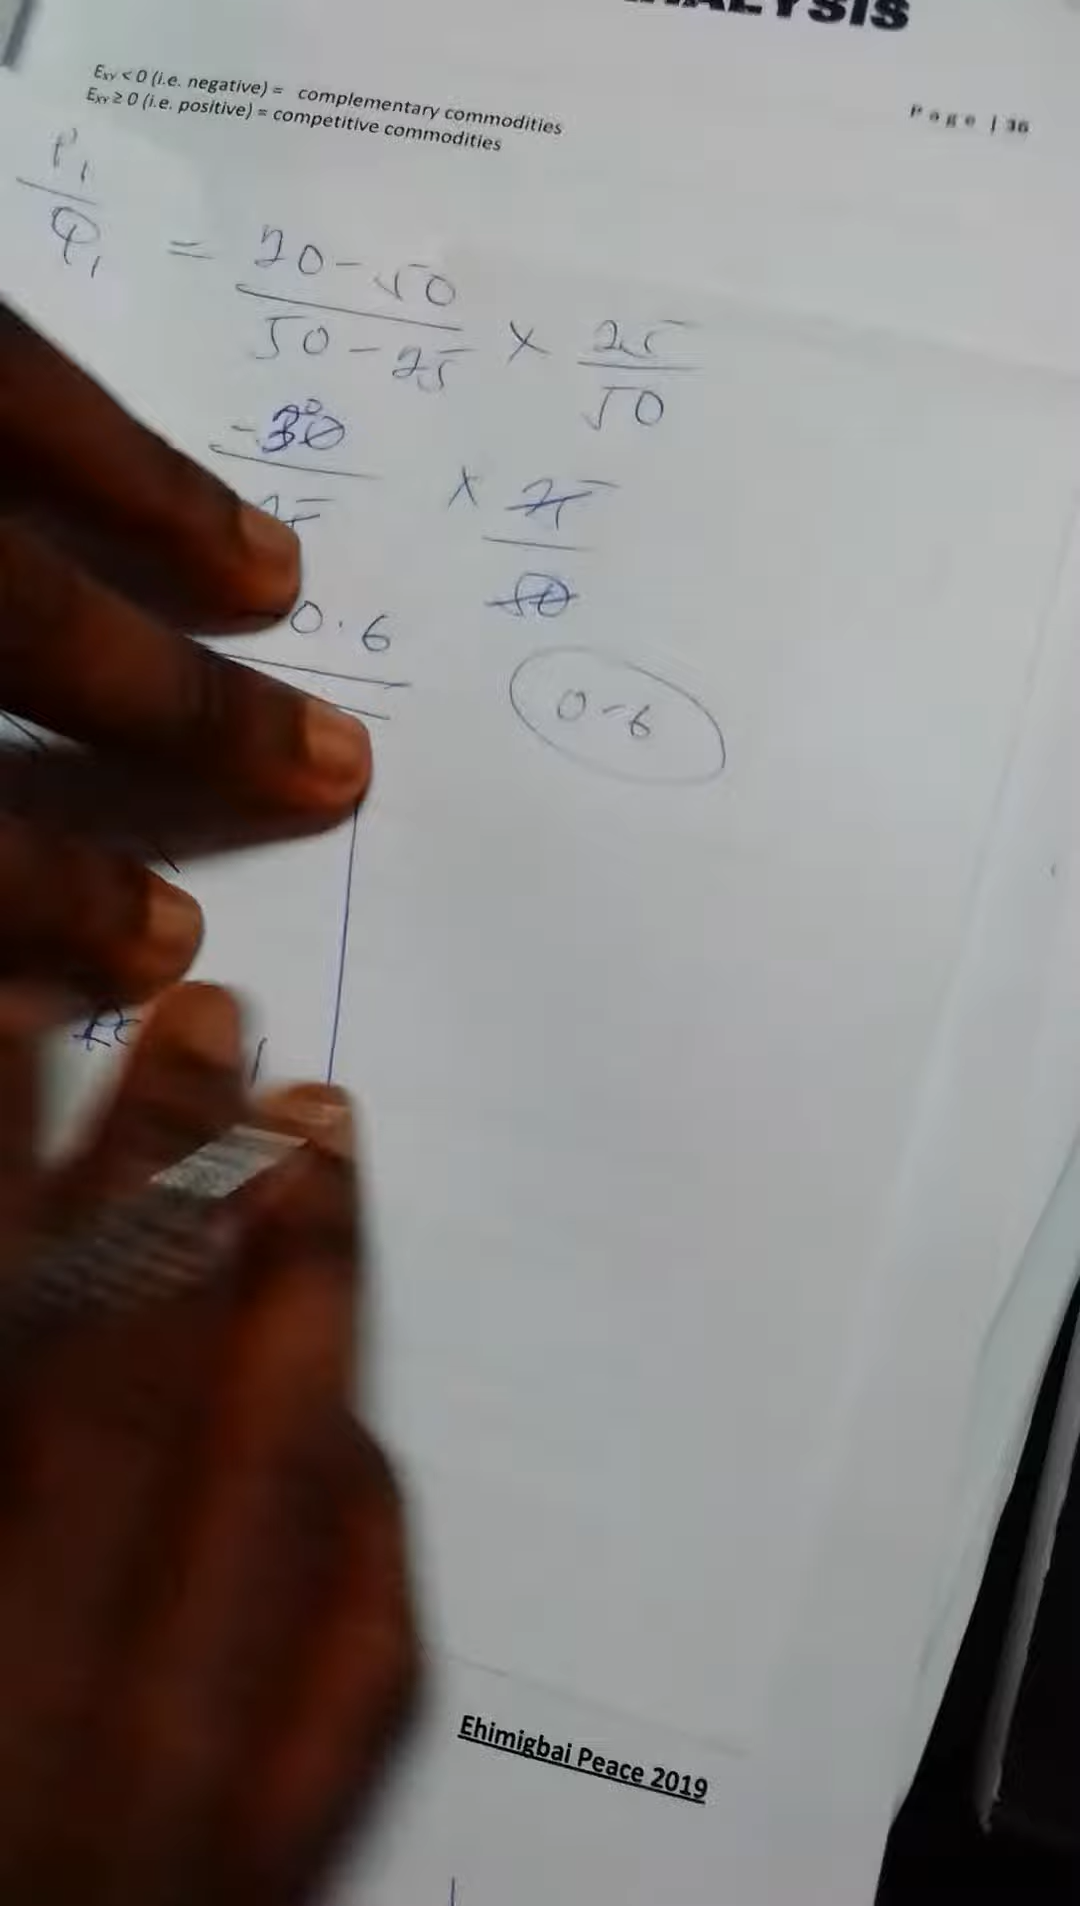 Page | 36
Exy < 0 (i.e. negative) = complementary commodities
Exy ≥ 0 (i.e. positive) = competitive commodities
P1
Q1
= 20-50
50-25
× 25
50
-30
× 25
50
0.6
0-6
Ehimigbai Peace 2019